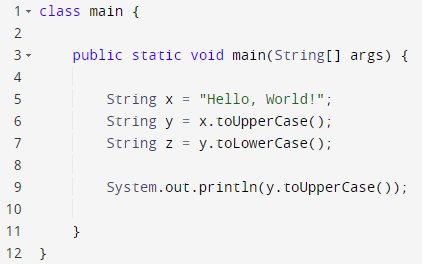 1 class main {
2
3     public static void main(String[] args) {
4
5         String x = "Hello, World!";
6         String y = x.toUpperCase();
7         String z = y.toLowerCase();
8
9         System.out.println(y.toUpperCase());
10
11     }
12 }